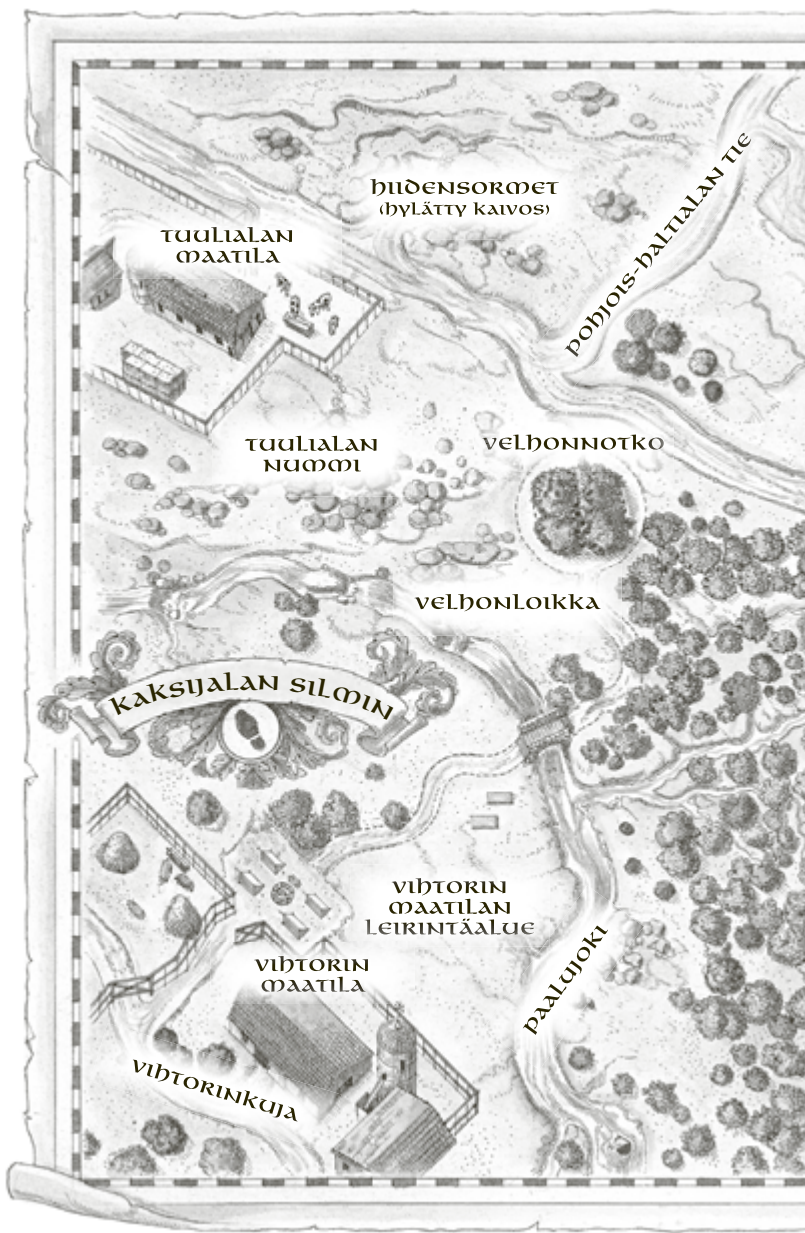 HIIDENSORMET
(HYLÄTTY KAIVOS)
POHJOIS-HALTIALAN TIE
TUULIALAN
MAATILA
TUULIALAN
NUMMI
VELHONNOTKO
VELHONLOIKKA
KAKSIJALAN SILMIN
VIHTORIN
MAATILAN
LEIRINTÄALUE
VIHTORIN
MAATILA
PAALUJOKI
VIHTORINKUJA